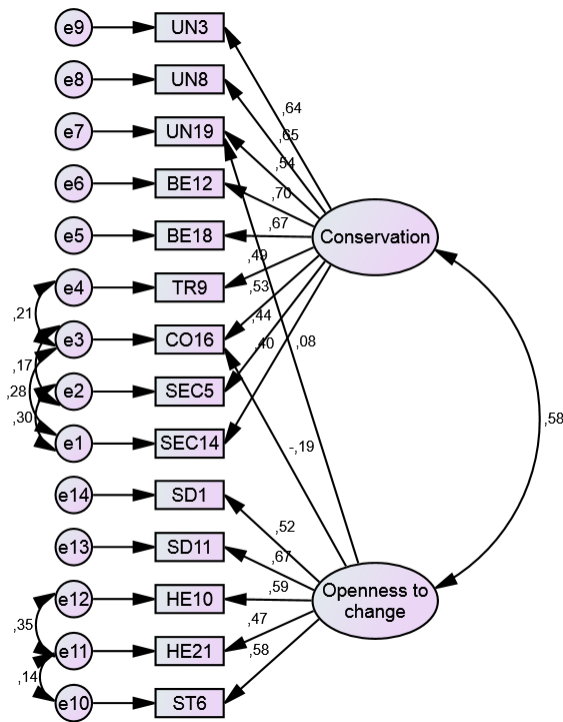 e9 UN3
e8 UN8
,64
e7 UN19
,65
,54
e6 BE12
,70
e5 BE18
,67
Conservation
,49
e4 TR9
,53
,21
,44
e3 CO16
,40
,08
,17
e2 SEC5
,28
,30
,58
e1 SEC14
-,19
e14 SD1
,52
e13 SD11
,67
e12 HE10
,59
Openness to
change
,35
,47
e11 HE21
,58
,14
e10 ST6